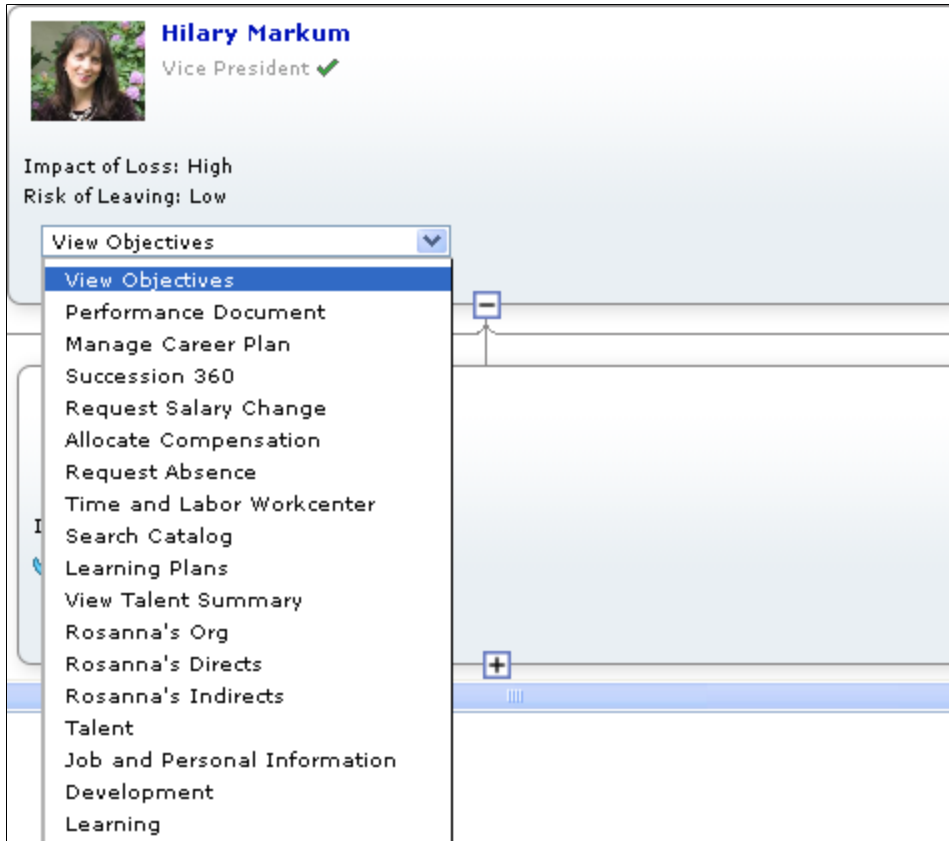 Hilary Markum
Vice President
Impact of Loss: High
Risk of Leaving: Low
View Objectives
View Objectives
Performance Document
Manage Career Plan
Succession 360
Request Salary Change
Allocate Compensation
Request Absence
Time and Labor Workcenter
Search Catalog
Learning Plans
View Talent Summary
Rosanna's Org
Rosanna's Directs
Rosanna's Indirects
Talent
Job and Personal Information
Development
Learning